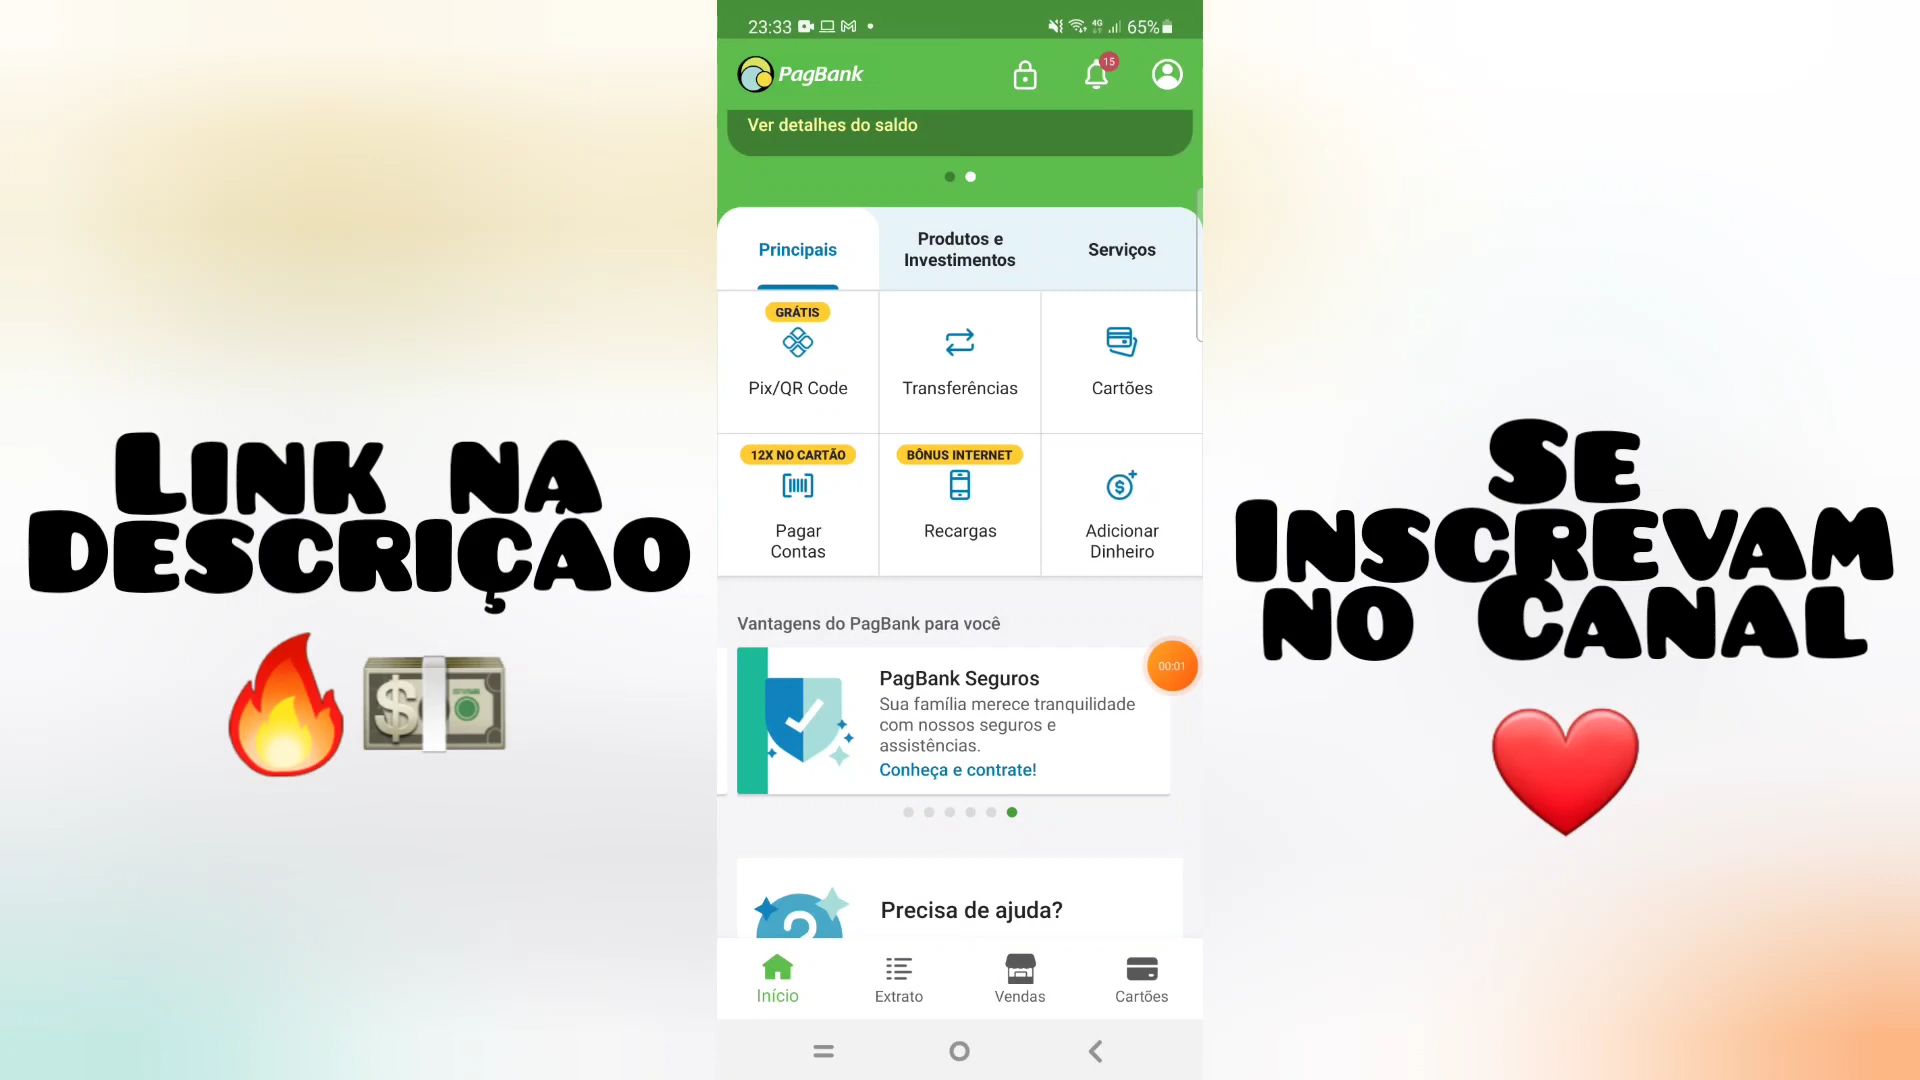 23:33
4G
65%
PagBank
15
Ver detalhes do saldo
Principais
Produtos e
Investimentos
Serviços
GRÁTIS
Pix/QR Code
Transferências
Cartões
12X NO CARTÃO
Pagar
Contas
BÔNUS INTERNET
Recargas
Adicionar
Dinheiro
Vantagens do PagBank para você
PagBank Seguros
Sua família merece tranquilidade
com nossos seguros e
assistências.
Conheça e contrate!
00:01
Precisa de ajuda?
Início
Extrato
Vendas
Cartões
Link na
Descrição
Se
Inscrevam
no Canal